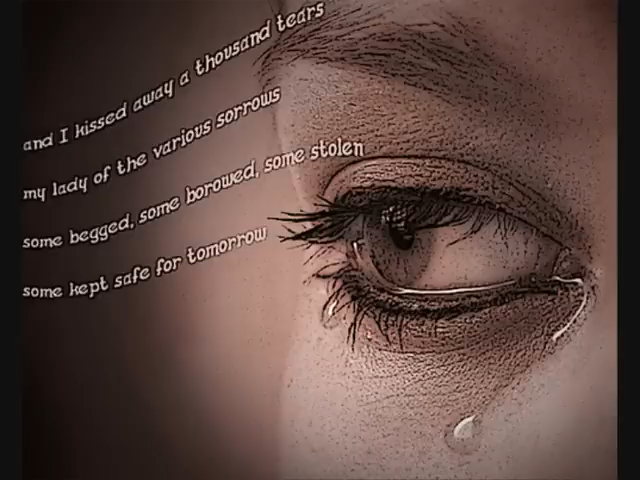 and I kissed away a thousand tears
my lady of the various sorrows
some begged, some borowed, some stolen
some kept safe for tomorrow